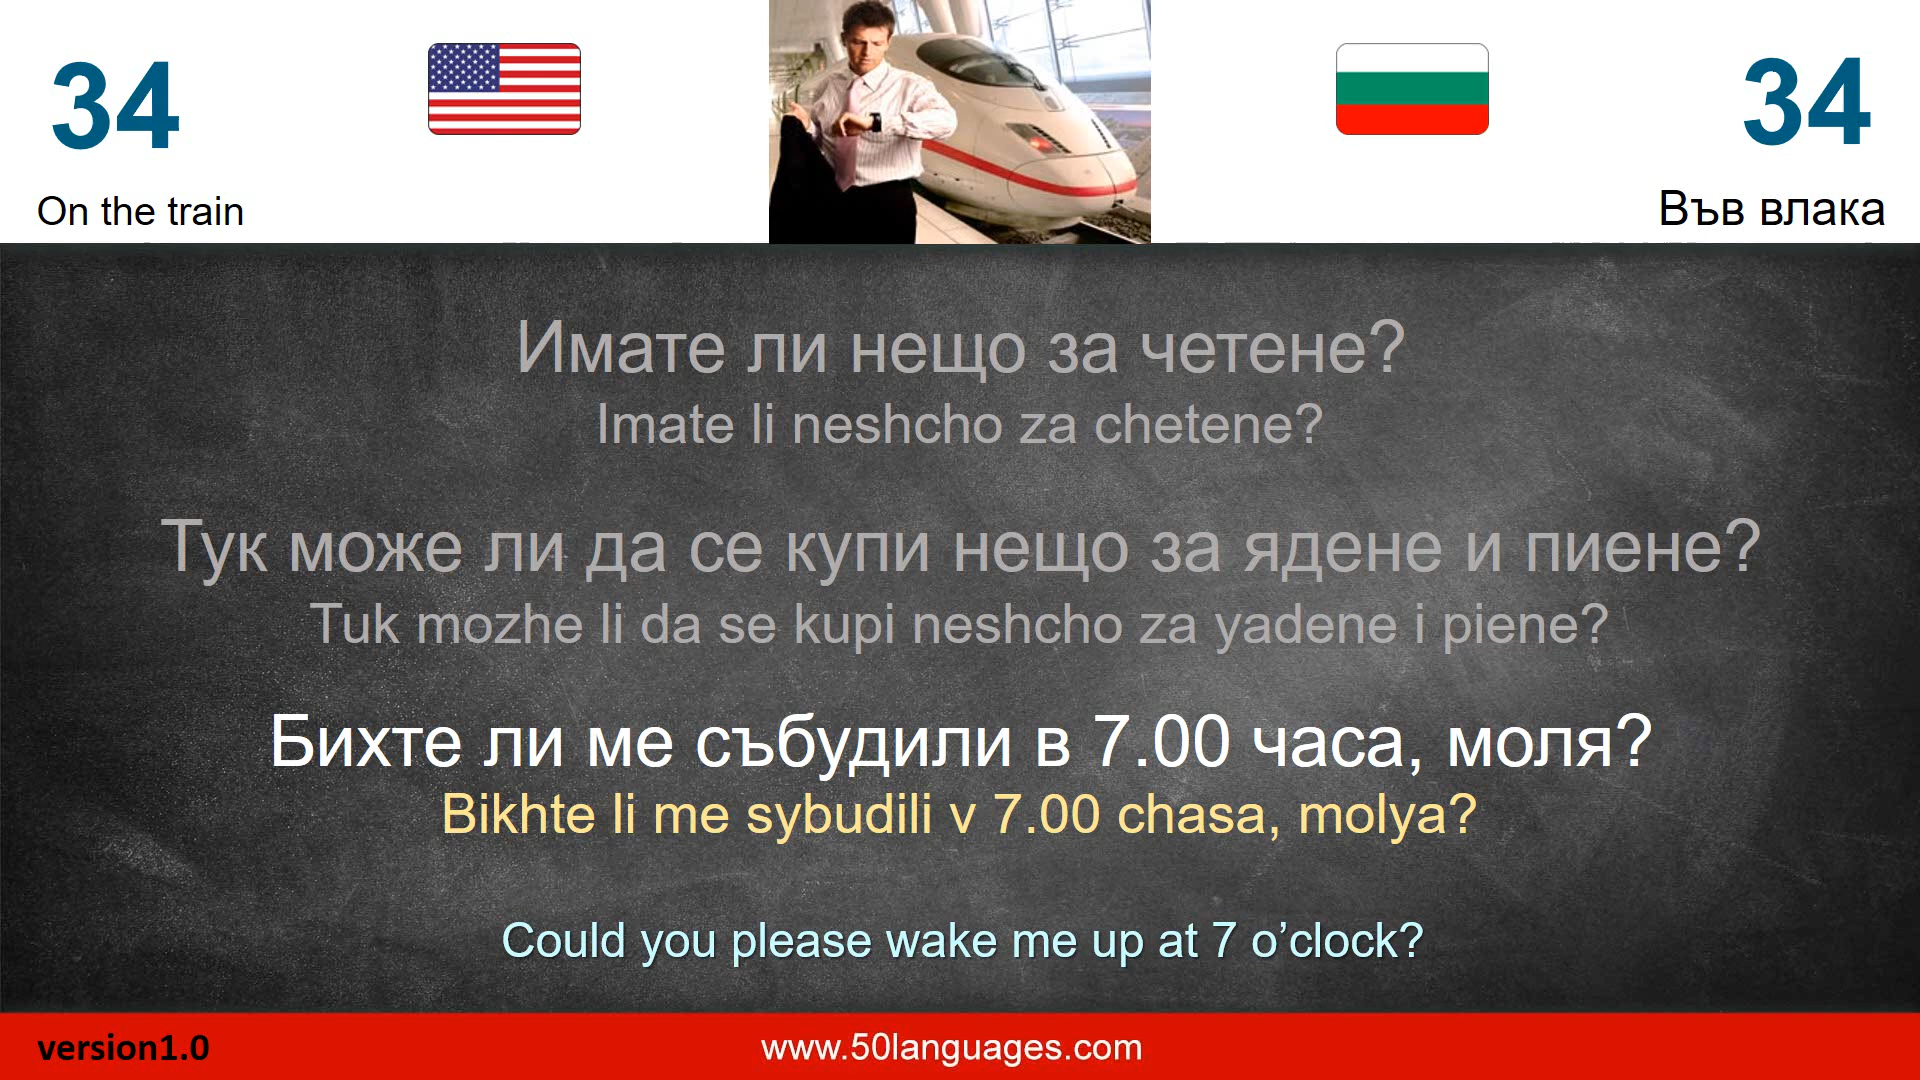 34
34
On the train
Във влака
Имате ли нещо за четене?
Imate li neshcho za chetene?
Тук може ли да се купи нещо за ядене и пиене?
Tuk mozhe li da se kupi neshcho za yadene i piene?
Бихте ли ме събудили в 7.00 часа, моля?
Bikhte li me sybudili v 7.00 chasa, molya?
Could you please wake me up at 7 o’clock?
version1.0
www.50languages.com